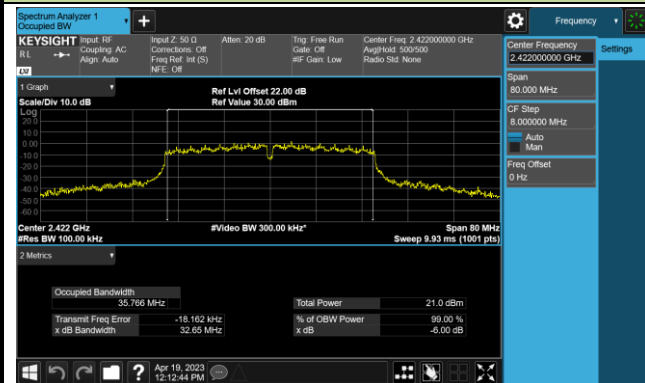 Spectrum Analyzer 1
Occupied BW
Frequency
KEYSIGHT
R L
Input: RF
Coupling: AC
Align: Auto
Input Z: 50 Ω
Corrections: Off
Freq Ref: Int (S)
NFE: Off
Atten: 20 dB
Trig: Free Run
Gate: Off
#IF Gain: Low
Center Freq: 2.422000000 GHz
Avg|Hold: 500/500
Radio Std: None
Center Frequency
2.422000000 GHz
Settings
Span
80.000 MHz
CF Step
8.000000 MHz
Auto
Man
Freq Offset
0 Hz
1 Graph
Scale/Div 10.0 dB
Ref Lvl Offset 22.00 dB
Ref Value 30.00 dBm
Log
20.0
10.0
0.00
-10.0
-20.0
-30.0
-40.0
-50.0
-60.0
Center 2.422 GHz
#Video BW 300.00 kHz*
Span 80 MHz
#Res BW 100.00 kHz
Sweep 9.93 ms (1001 pts)
2 Metrics
Occupied Bandwidth
35.766 MHz
Total Power 21.0 dBm
Transmit Freq Error -18.162 kHz
% of OBW Power 99.00 %
x dB Bandwidth 32.65 MHz
x dB -6.00 dB
?
Apr 19, 2023
12:12:44 PM